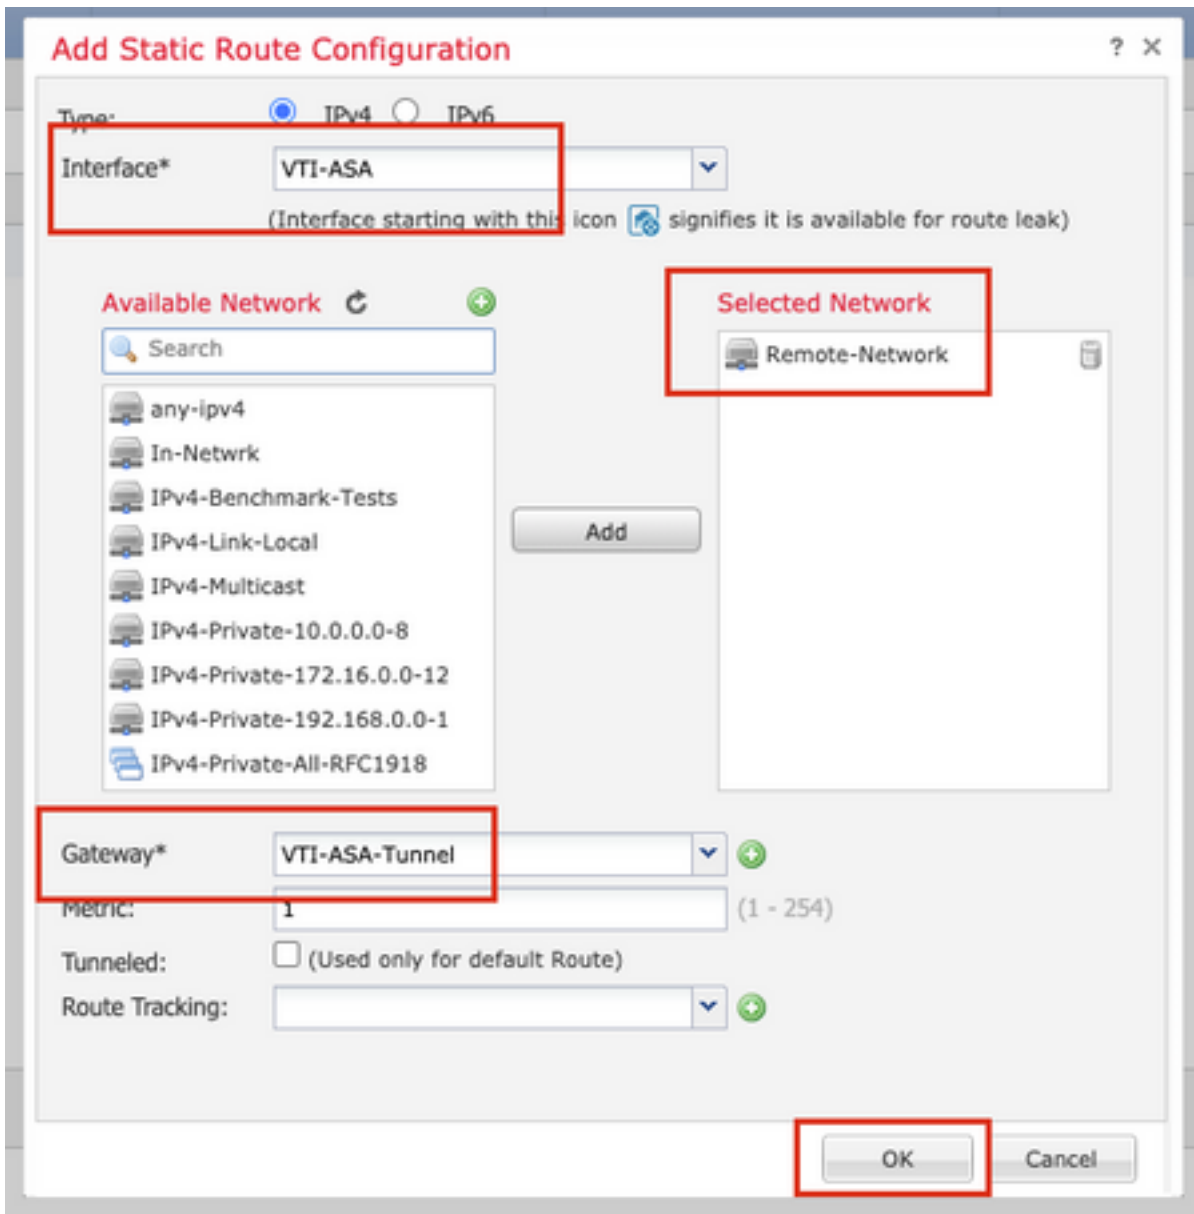 Add Static Route Configuration ? ×
Type: IPv4 IPv6
Interface* VTI-ASA
(Interface starting with this icon signifies it is available for route leak)
Available Network
Selected Network
Search
Remote-Network
any-ipv4
In-Netwrk
IPv4-Benchmark-Tests
IPv4-Link-Local
IPv4-Multicast
IPv4-Private-10.0.0.0-8
IPv4-Private-172.16.0.0-12
IPv4-Private-192.168.0.0-1
IPv4-Private-All-RFC1918
Add
Gateway* VTI-ASA-Tunnel
Metric: 1 (1 - 254)
Tunneled: (Used only for default Route)
Route Tracking:
OK Cancel